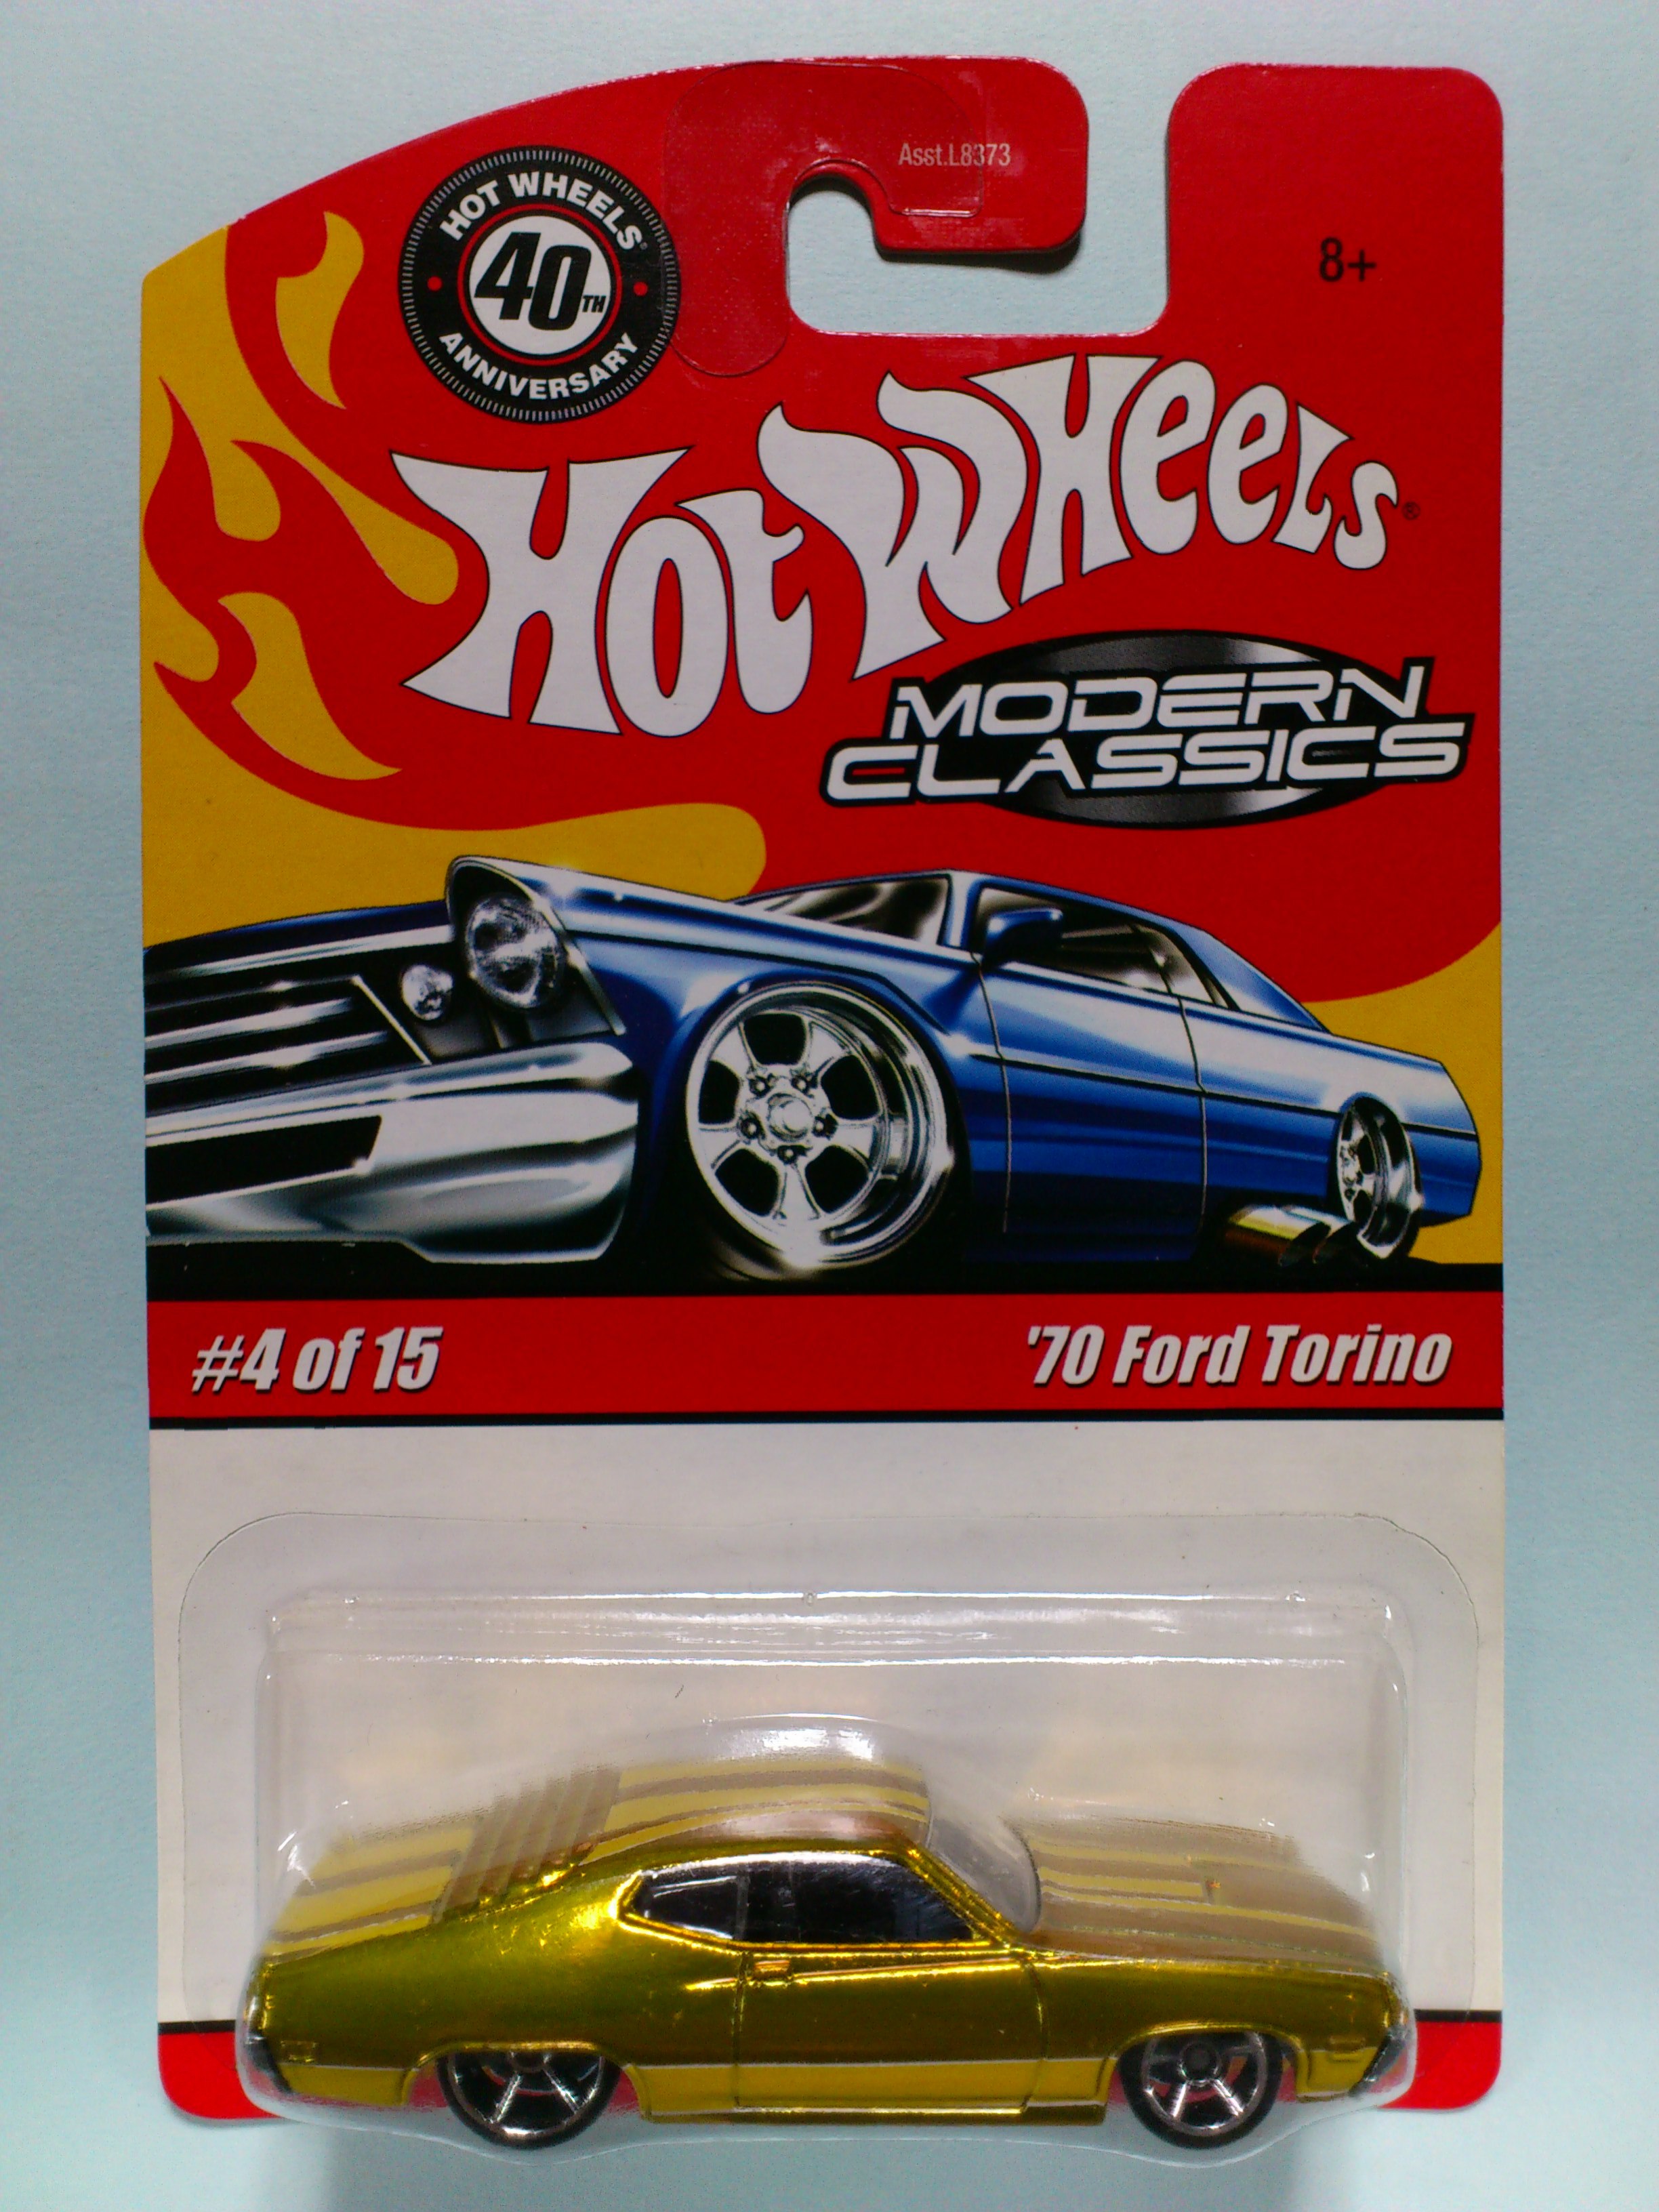 Asst.L8373
HOT WHEELS®
40TH
ANNIVERSARY
8+
Hot Wheels®
MODERN
CLASSICS
#4 of 15
'70 Ford Torino